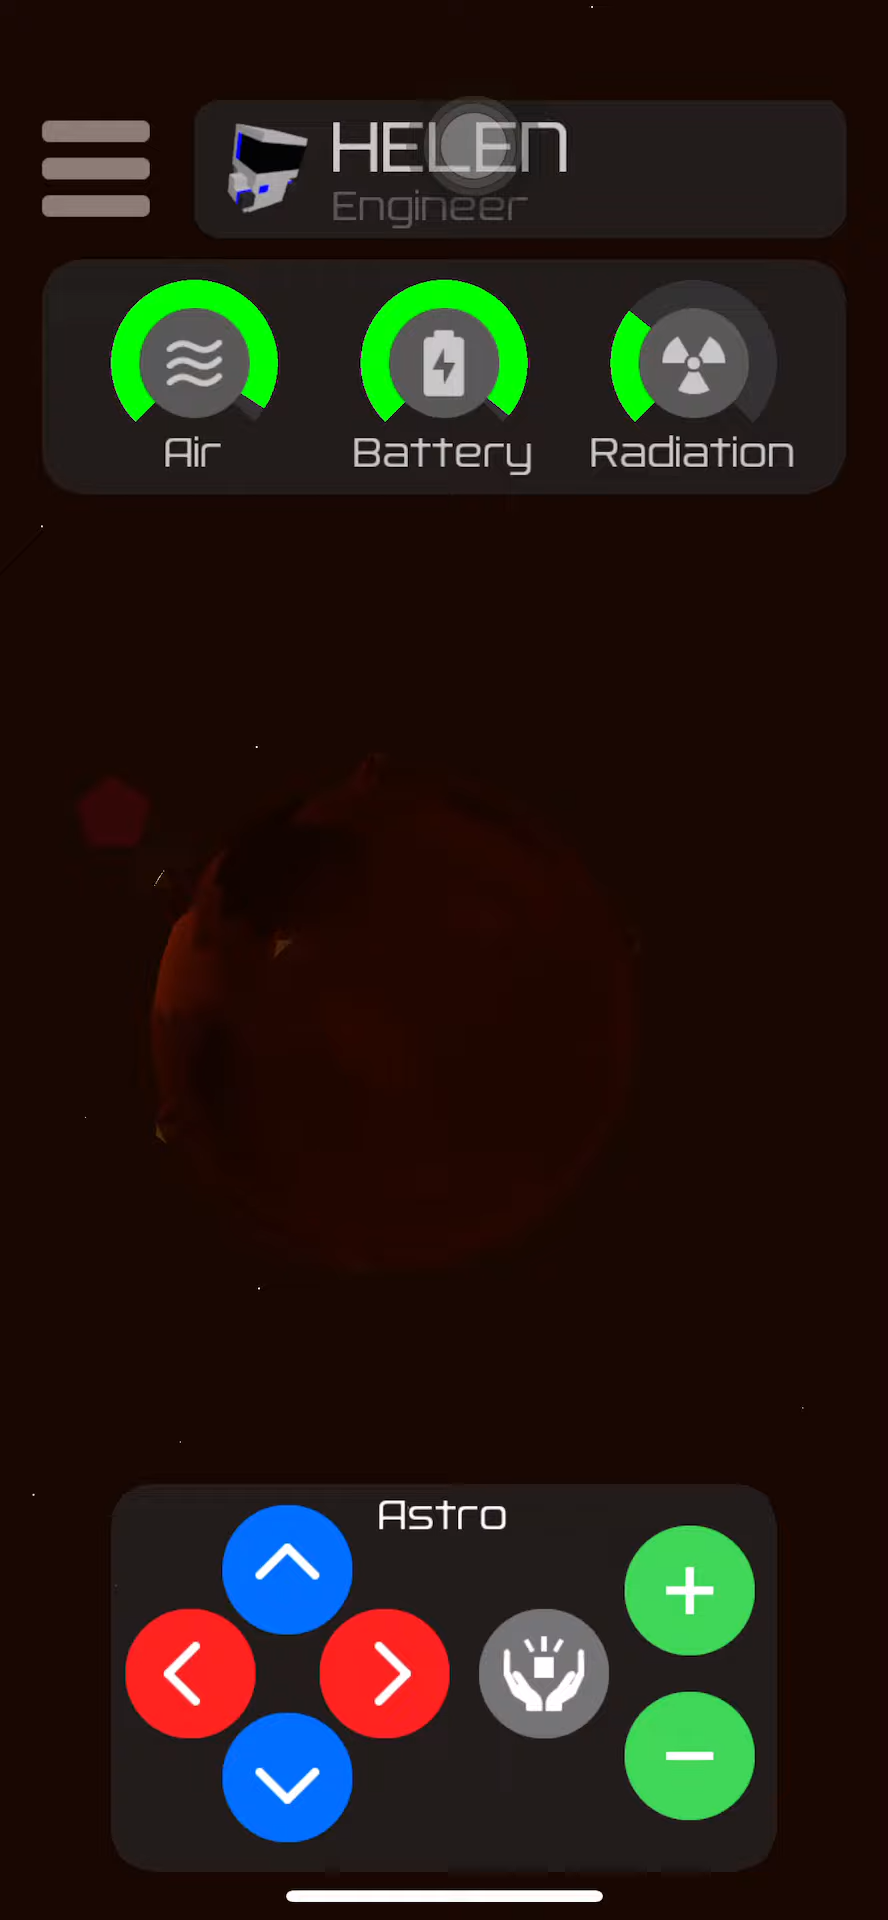 HELEN
Engineer
Air
Battery
Radiation
Astro